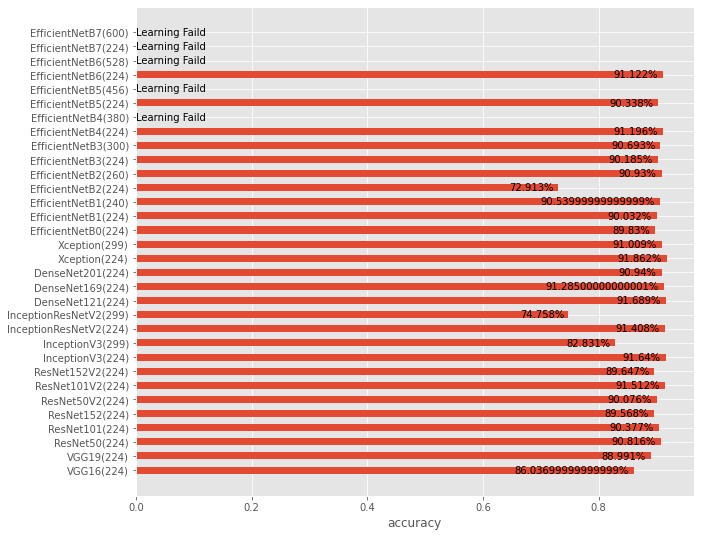 EfficientNetB7(600) Learning Faild
EfficientNetB7(224) Learning Faild
EfficientNetB6(528) Learning Faild
EfficientNetB6(224) 91.122%
EfficientNetB5(456) Learning Faild
EfficientNetB5(224) 90.338%
EfficientNetB4(380) Learning Faild
EfficientNetB4(224) 91.196%
EfficientNetB3(300) 90.693%
EfficientNetB3(224) 90.185%
EfficientNetB2(260) 90.93%
EfficientNetB2(224) 72.913%
EfficientNetB1(240) 90.53999999999999%
EfficientNetB1(224) 90.032%
EfficientNetB0(224) 89.83%
Xception(299) 91.009%
Xception(224) 91.862%
DenseNet201(224) 90.94%
DenseNet169(224) 91.28500000000001%
DenseNet121(224) 91.689%
InceptionResNetV2(299) 74.758%
InceptionResNetV2(224) 91.408%
InceptionV3(299) 82.831%
InceptionV3(224) 91.64%
ResNet152V2(224) 89.647%
ResNet101V2(224) 91.512%
ResNet50V2(224) 90.076%
ResNet152(224) 89.568%
ResNet101(224) 90.377%
ResNet50(224) 90.816%
VGG19(224) 88.991%
VGG16(224) 86.03699999999999%
0.0 0.2 0.4 0.6 0.8
accuracy